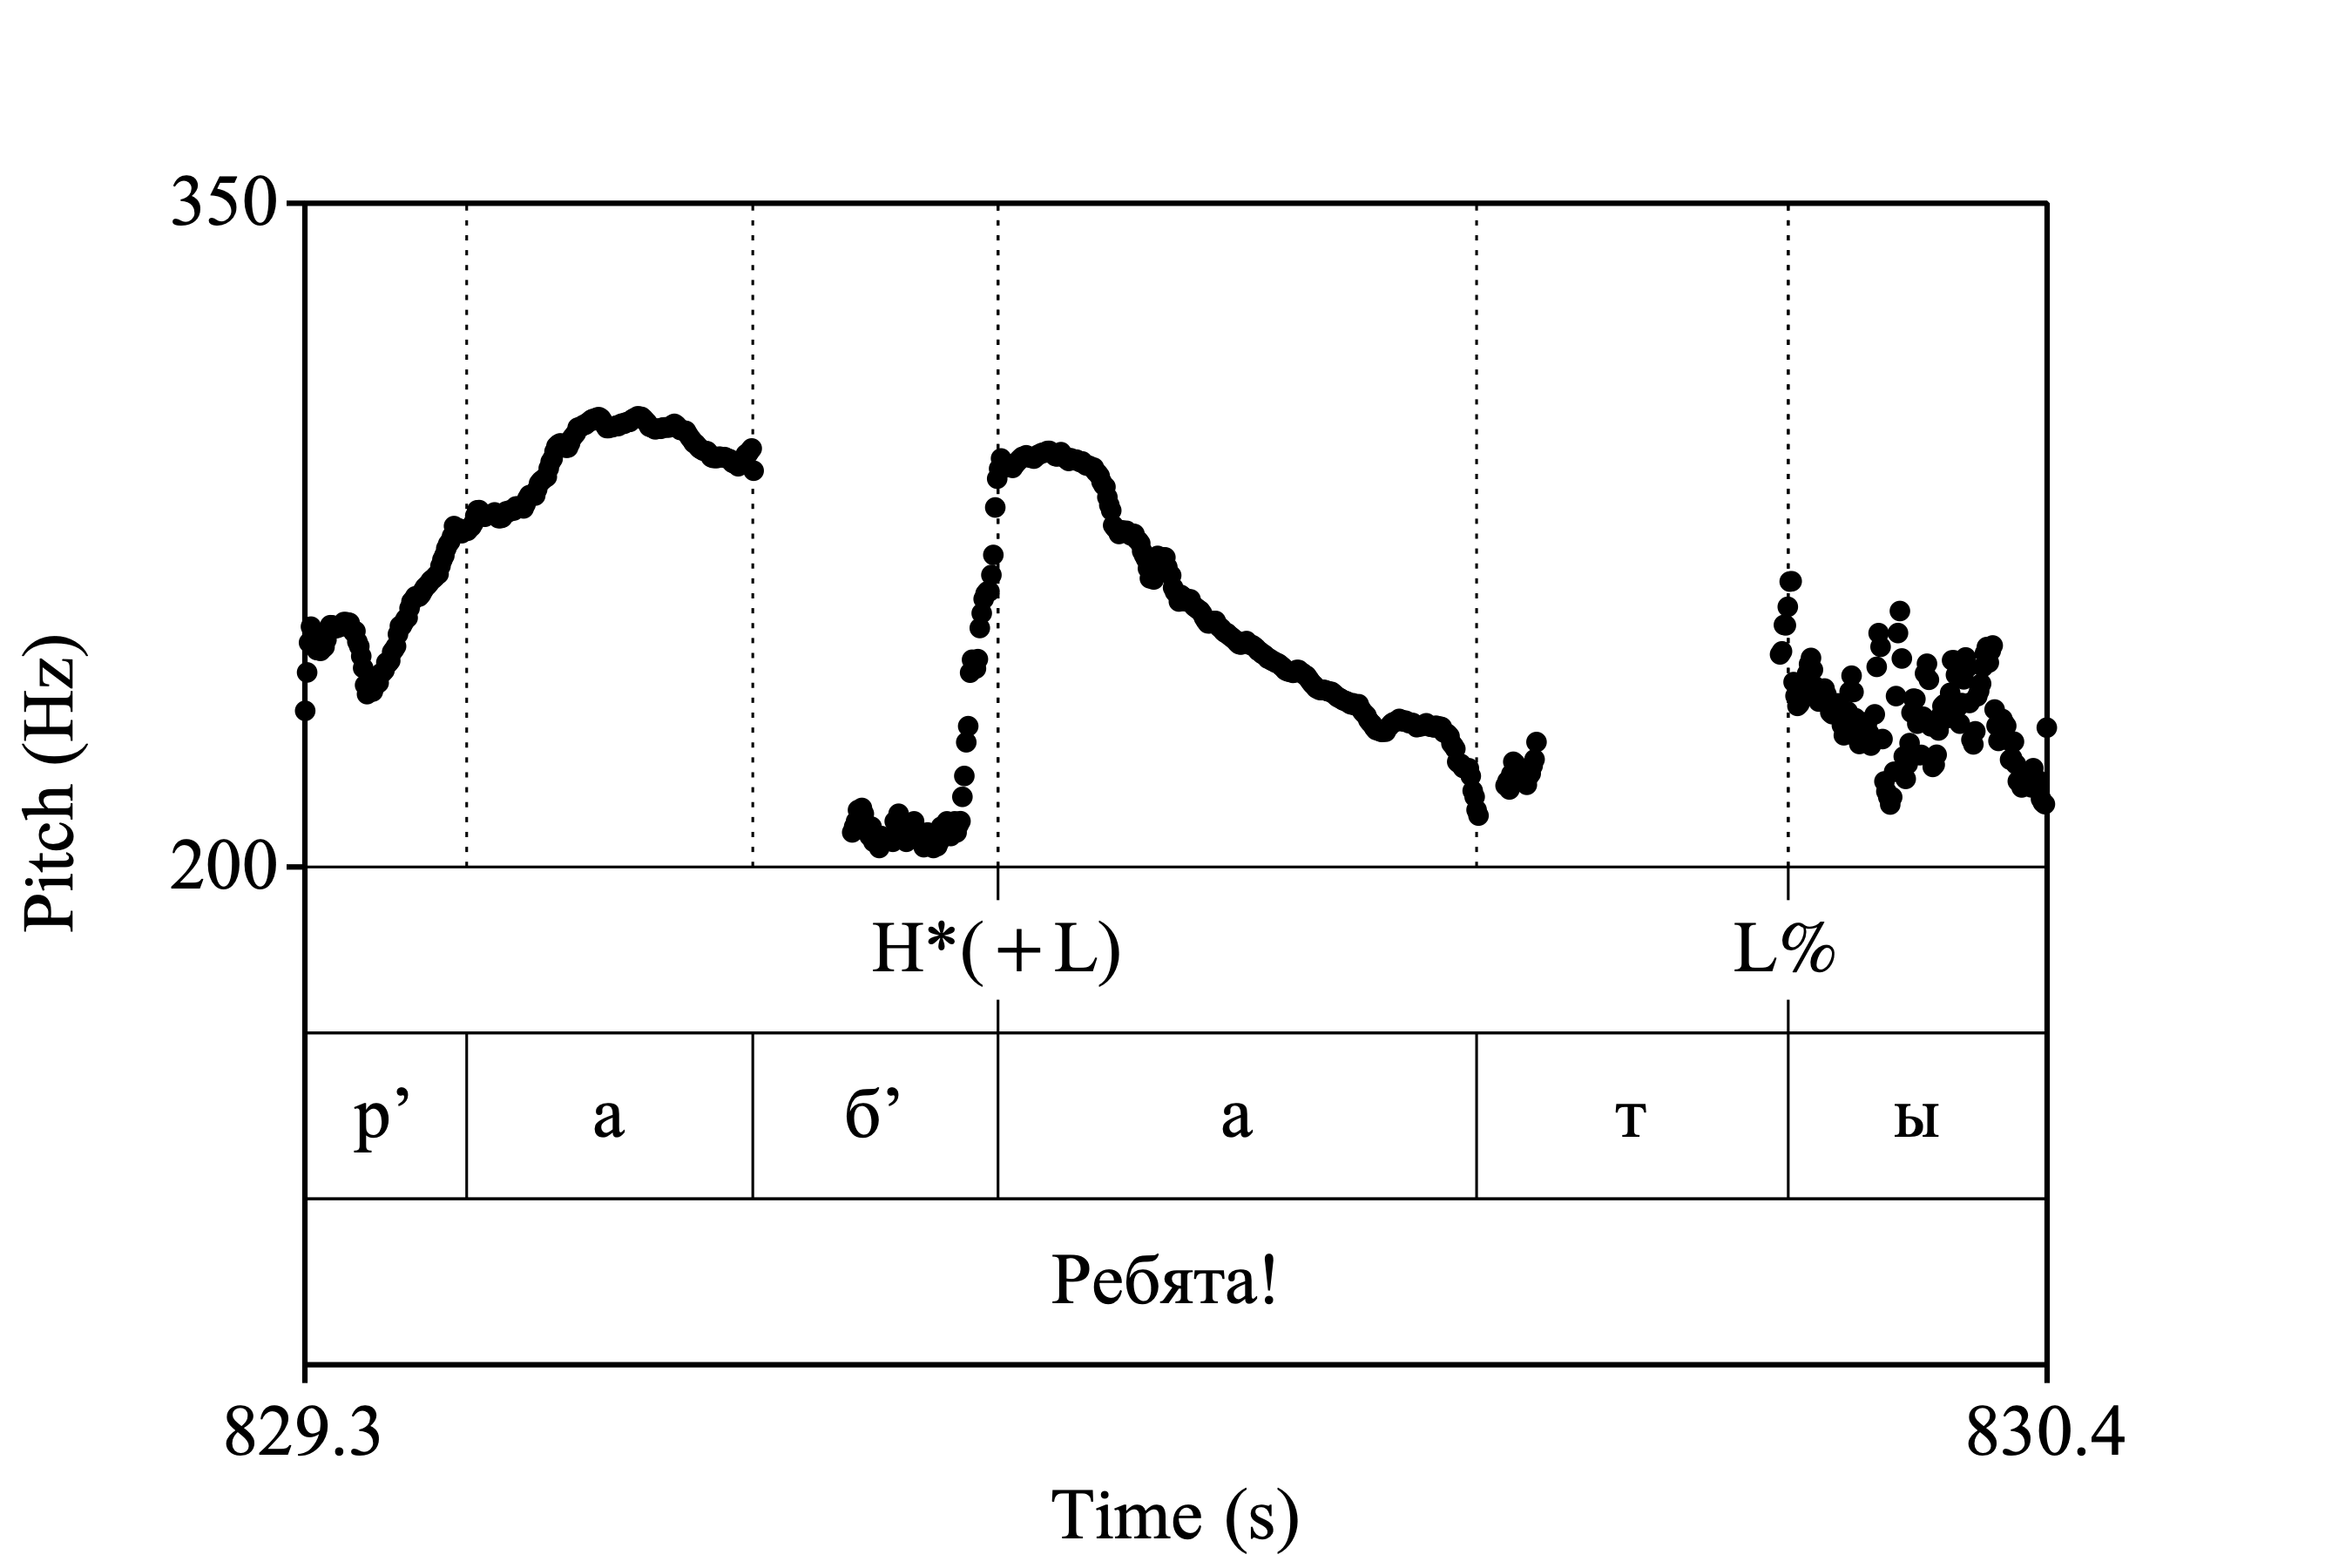 350
Pitch (Hz)
200
H*(+L) L%
р’ а б’ а т ы
Ребята!
829.3 830.4
Time (s)